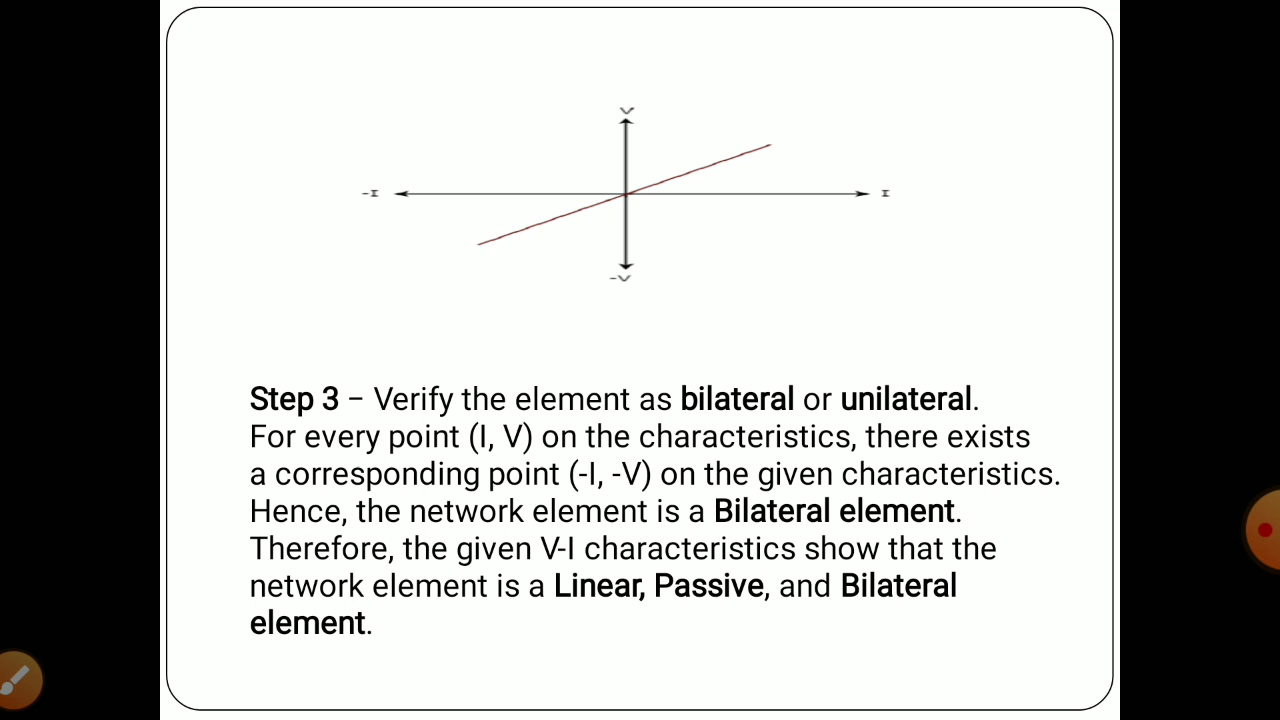 V
-I
I
-V
Step 3 – Verify the element as bilateral or unilateral.
For every point (I, V) on the characteristics, there exists
a corresponding point (-I, -V) on the given characteristics.
Hence, the network element is a Bilateral element.
Therefore, the given V-I characteristics show that the
network element is a Linear, Passive, and Bilateral
element.